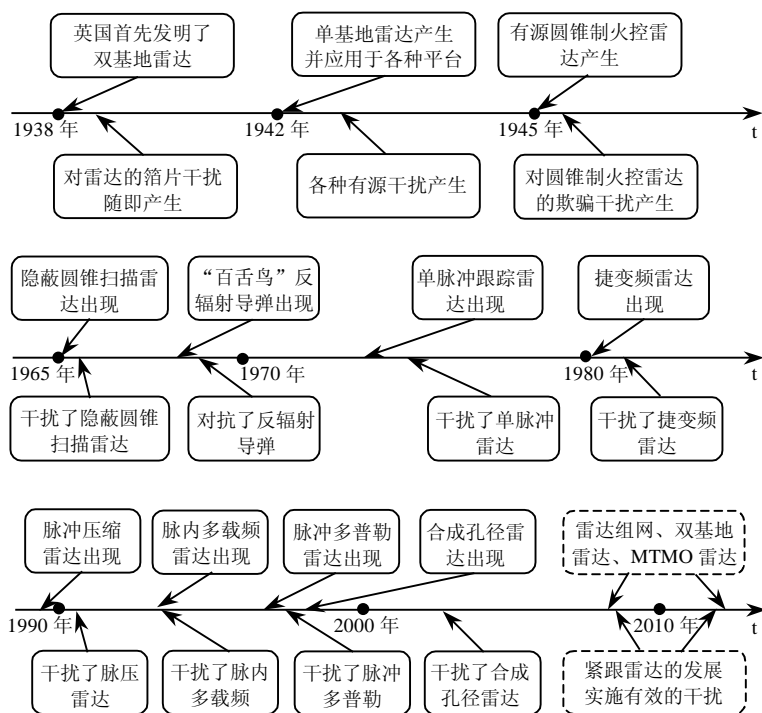 英国首先发明了
双基地雷达
单基地雷达产生
并应用于各种平台
有源圆锥制火控雷
达产生
1938 年
1942 年
1945 年
t
对雷达的箔片干扰
随即产生
各种有源干扰产生
对圆锥制火控雷达
的欺骗干扰产生
隐蔽圆锥扫描雷
达出现
“百舌鸟”反
辐射导弹出现
单脉冲跟踪雷
达出现
捷变频雷达
出现
1965 年
1970 年
1980 年
t
干扰了隐蔽圆锥
扫描雷达
对抗了反辐射
导弹
干扰了单脉冲
雷达
干扰了捷变频
雷达
脉冲压缩
雷达出现
脉内多载频
雷达出现
脉冲多普勒
雷达出现
合成孔径雷
达出现
雷达组网、双基地
雷达、MTMO 雷达
1990 年
2000 年
2010 年
t
干扰了脉压
雷达
干扰了脉内
多载频
干扰了脉冲
多普勒
干扰了合成
孔径雷达
紧跟雷达的发展
实施有效的干扰